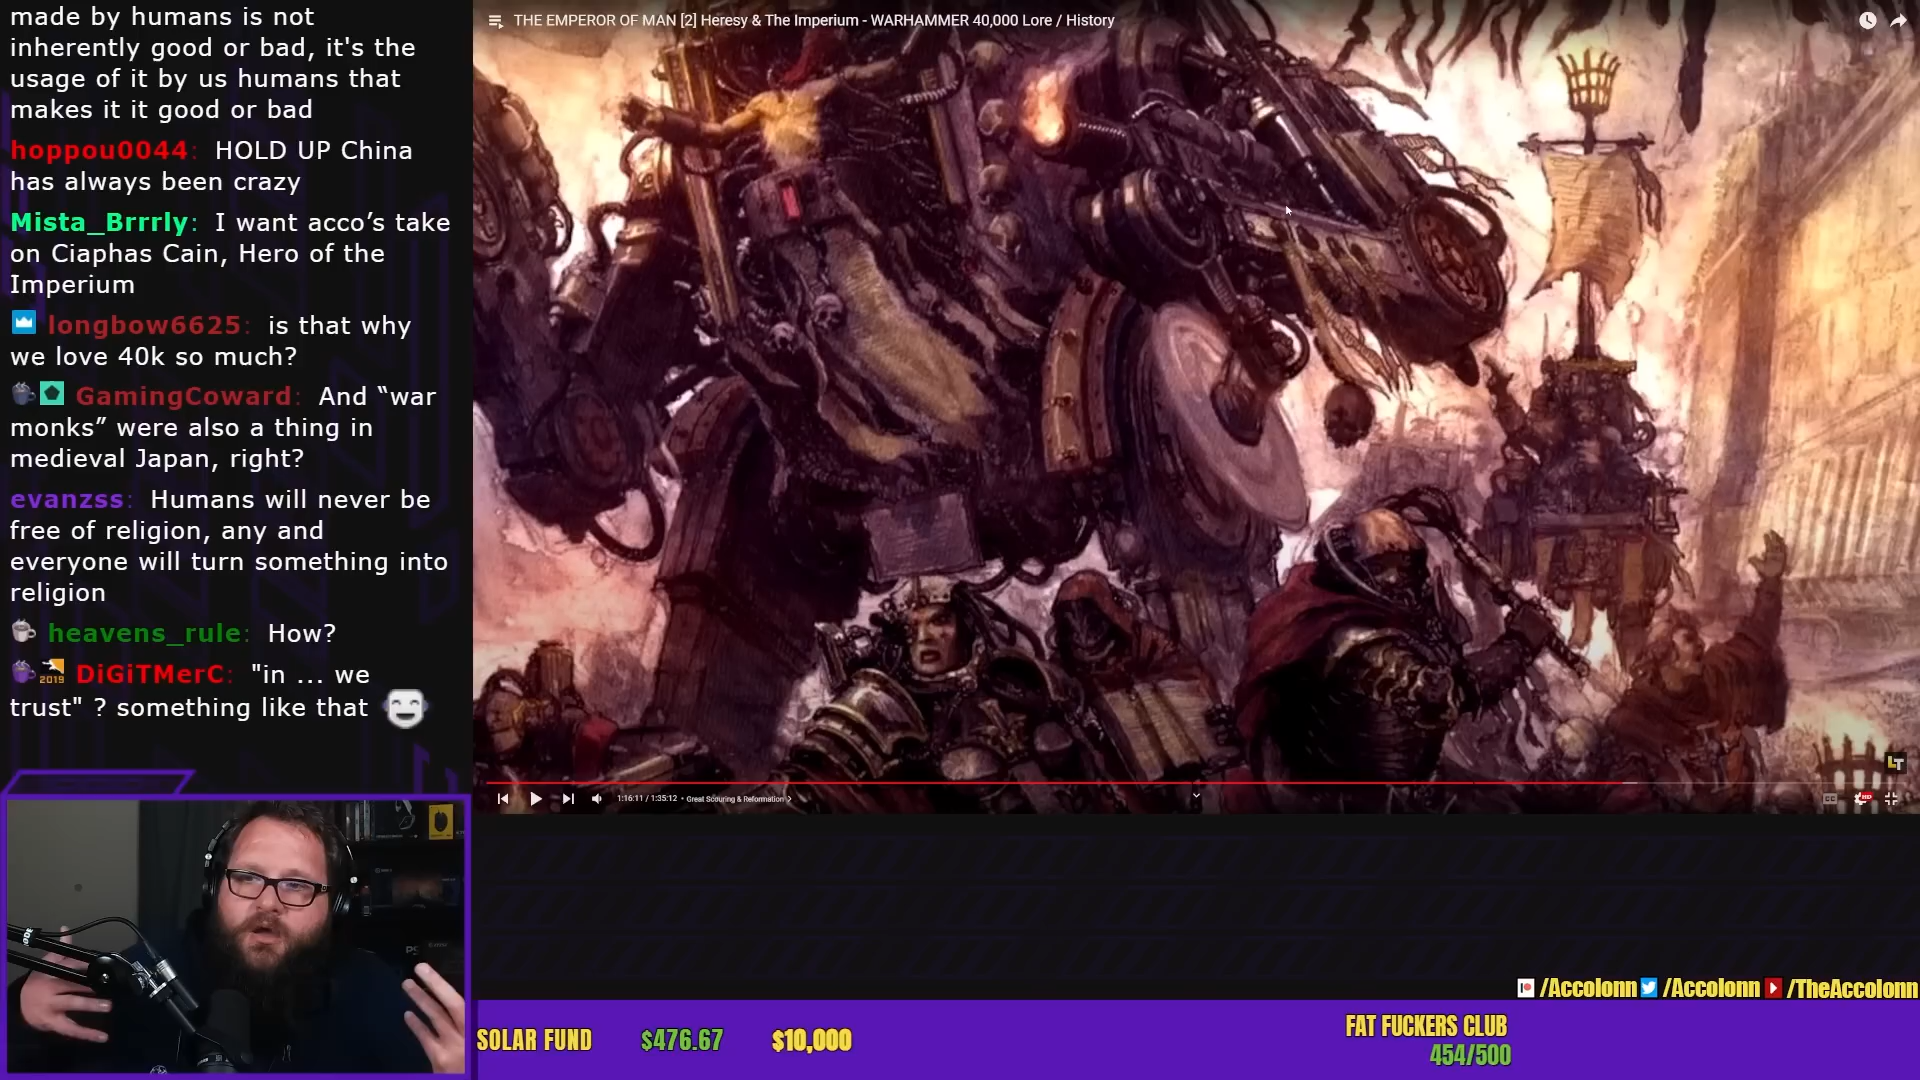 made by humans is not
inherently good or bad, it's the
usage of it by us humans that
makes it it good or bad
hoppou0044: HOLD UP China
has always been crazy
Mista_Brrrly: I want acco’s take
on Ciaphas Cain, Hero of the
Imperium
longbow6625: is that why
we love 40k so much?
GamingCoward: And “war
monks” were also a thing in
medieval Japan, right?
evanzss: Humans will never be
free of religion, any and
everyone will turn something into
religion
heavens_rule: How?
2019 DiGiTMerC: "in ... we
trust" ? something like that
THE EMPEROR OF MAN [2] Heresy & The Imperium - WARHAMMER 40,000 Lore / History
LT
1:16:11 / 1:35:12 • Great Scouring & Reformation >
CC HD
RODE
/Accolonn /Accolonn /TheAccolonn
SOLAR FUND $476.67 $10,000
FAT FUCKERS CLUB
454/500